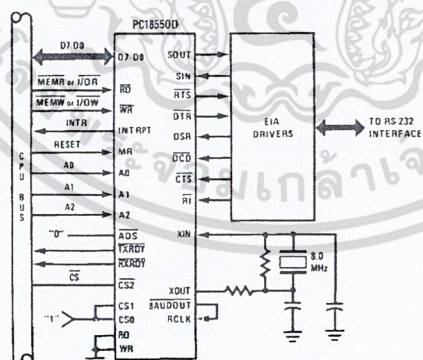 PC16550D
D7 D0
D7 D0
MEMR or I/OR
RD
MEMW or I/OW
WR
INTR
INTRPT
RESET
MR
A0
A0
A1
A1
A2
A2
"0"
ADS
TXRDY
RXRDY
CS
CS2
"1"
CS1
CS0
RD
WR
CPU BUS
SOUT
SIN
RTS
DTR
DSR
DCD
CTS
RI
XIN
XOUT
BAUDOUT
RCLK
EIA
DRIVERS
TO RS-232
INTERFACE
8.0
MHz